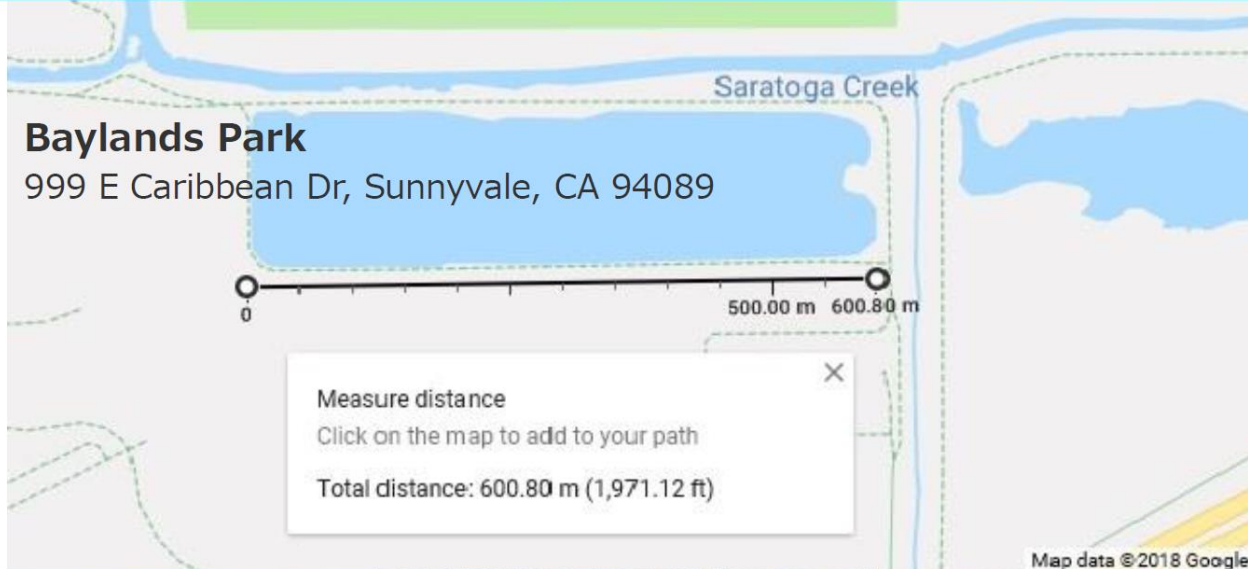 Saratoga Creek
Baylands Park
999 E Caribbean Dr, Sunnyvale, CA 94089
0
500.00 m
600.80 m
Measure distance
Click on the map to add to your path
Total distance: 600.80 m (1,971.12 ft)
Map data ©2018 Google